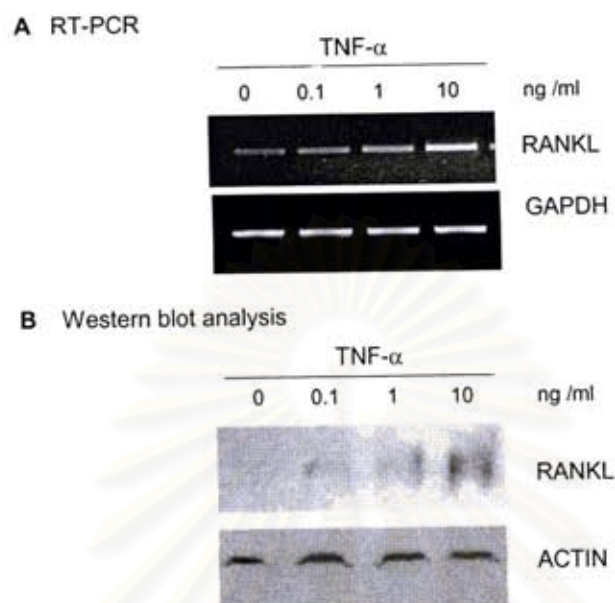 A RT-PCR
TNF-α
0 0.1 1 10 ng /ml
RANKL
GAPDH
B Western blot analysis
TNF-α
0 0.1 1 10 ng /ml
RANKL
ACTIN